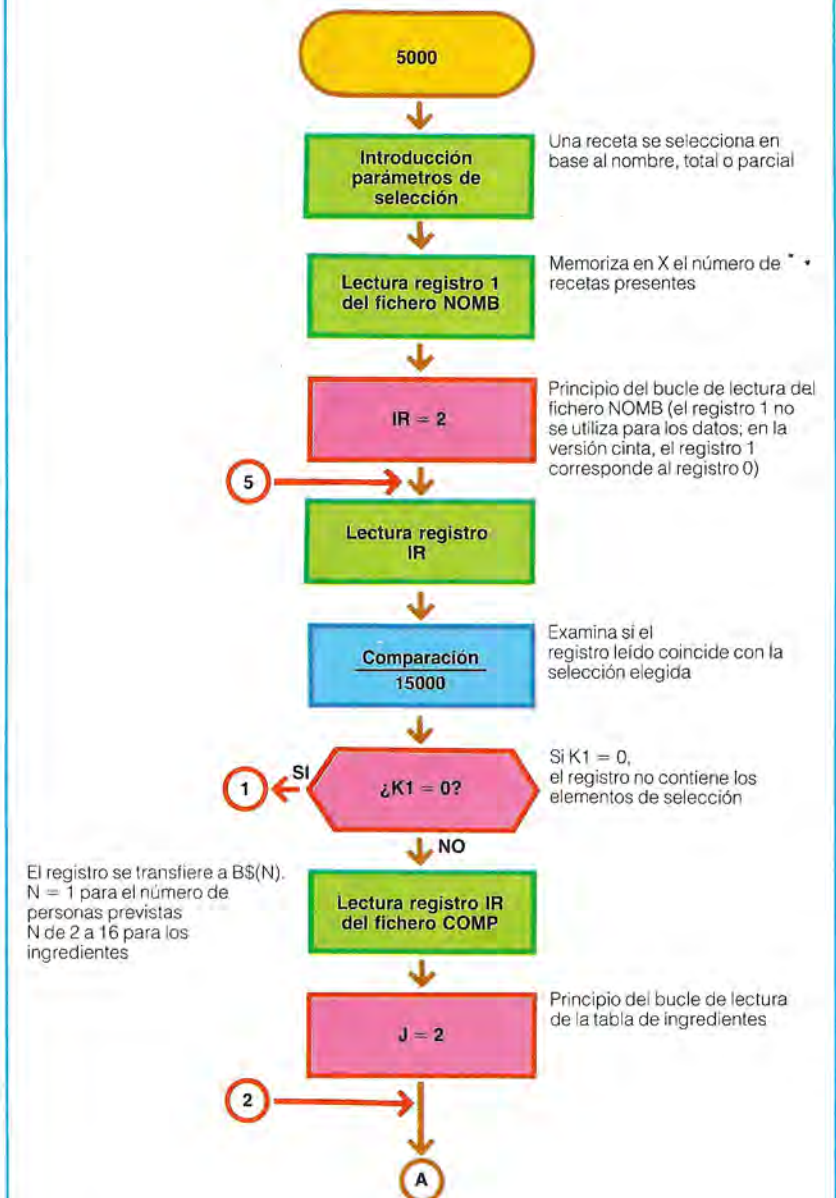 5000
Introducción
parámetros de
selección
Una receta se selecciona en
base al nombre, total o parcial
Lectura registro 1
del fichero NOMB
Memoriza en X el número de
recetas presentes
IR = 2
Principio del bucle de lectura del
fichero NOMB (el registro 1 no
se utiliza para los datos; en la
versión cinta, el registro 1
corresponde al registro 0)
5
Lectura registro
IR
Comparación
15000
Examina si el
registro leído coincide con la
selección elegida
1
SI
¿K1 = 0?
Si K1 = 0,
el registro no contiene los
elementos de selección
NO
El registro se transfiere a B$(N).
N = 1 para el número de
personas previstas
N de 2 a 16 para los
ingredientes
Lectura registro IR
del fichero COMP
J = 2
Principio del bucle de lectura
de la tabla de ingredientes
2
A